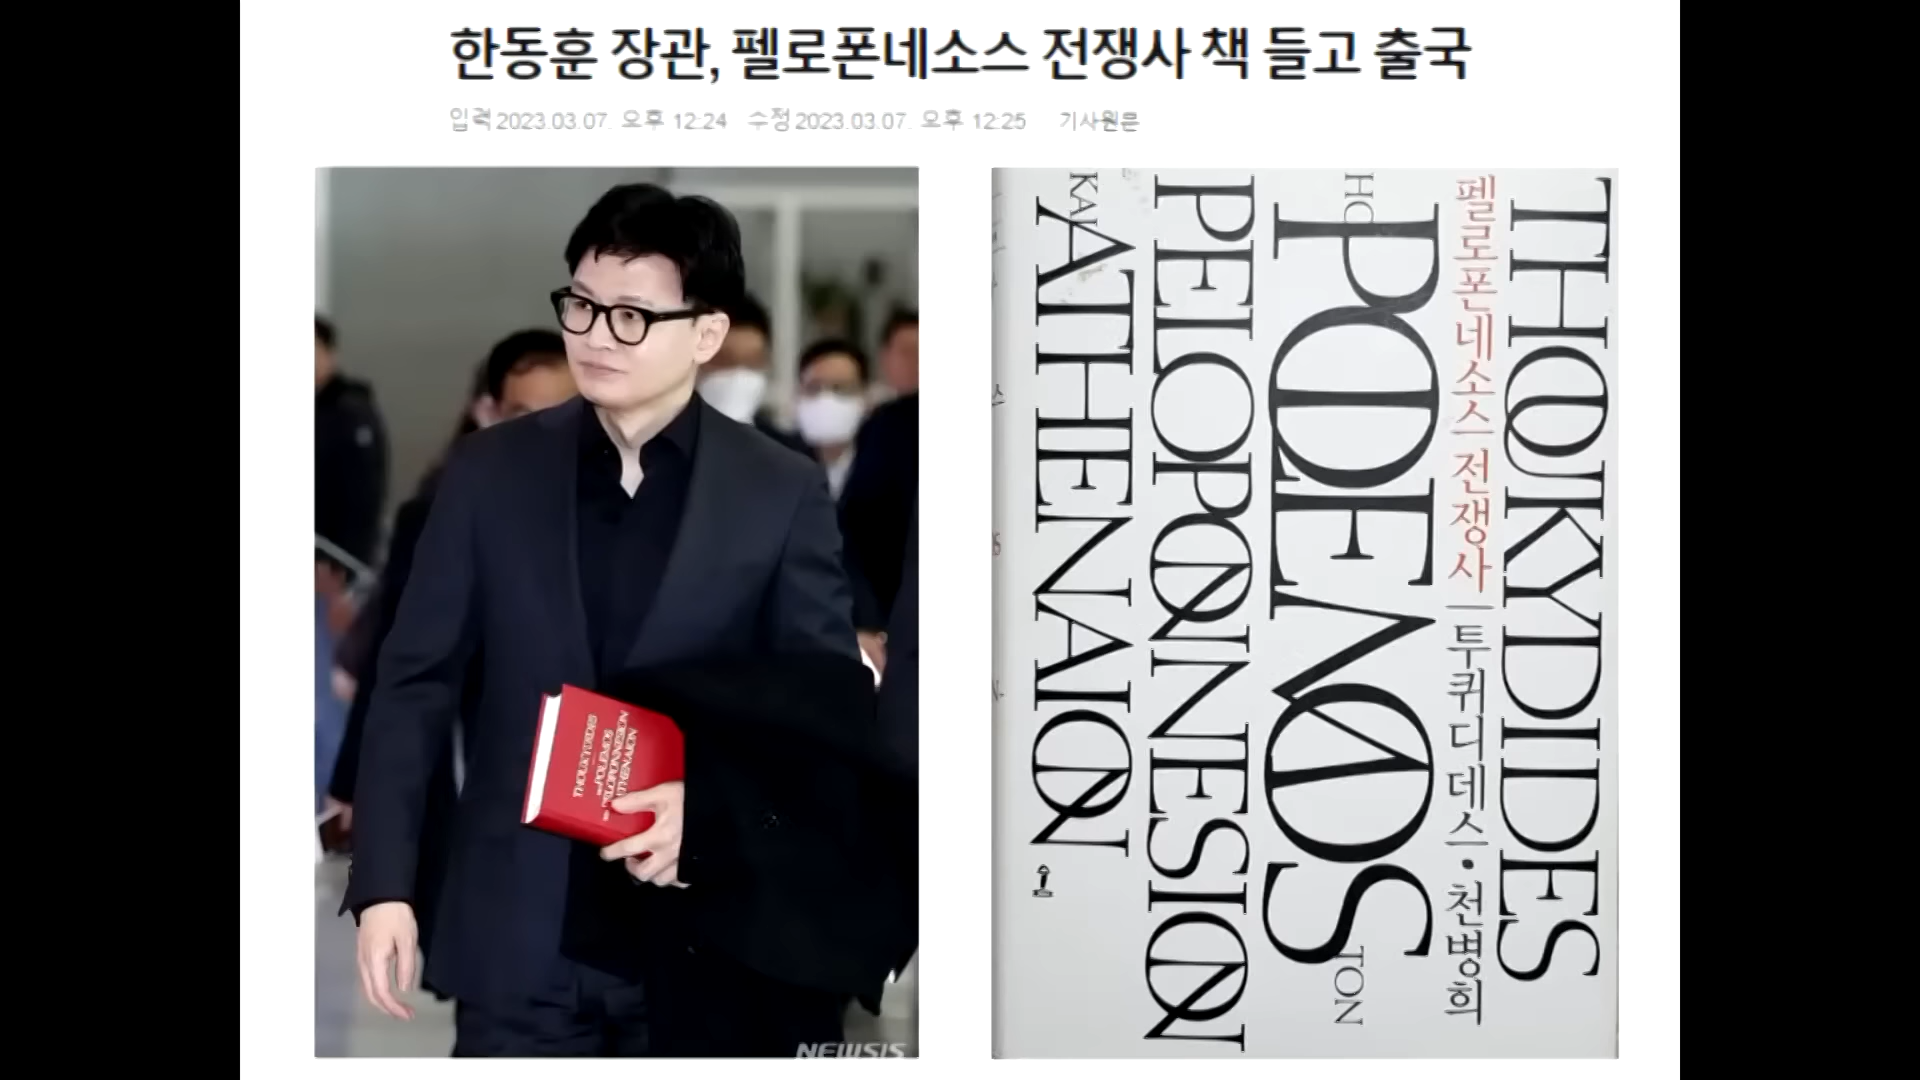 한동훈 장관, 펠로폰네소스 전쟁사 책 들고 출국
입력 2023.03.07. 오후 12:24 수정 2023.03.07. 오후 12:25 기사원문
THOUKYDIDES
펠로폰네소스 전쟁사 | 투퀴디데스 · 천병희
HO POLEMOS TON
PELOPONNESION
KAI ATHENAION
THOUKYDIDES
NEWSIS